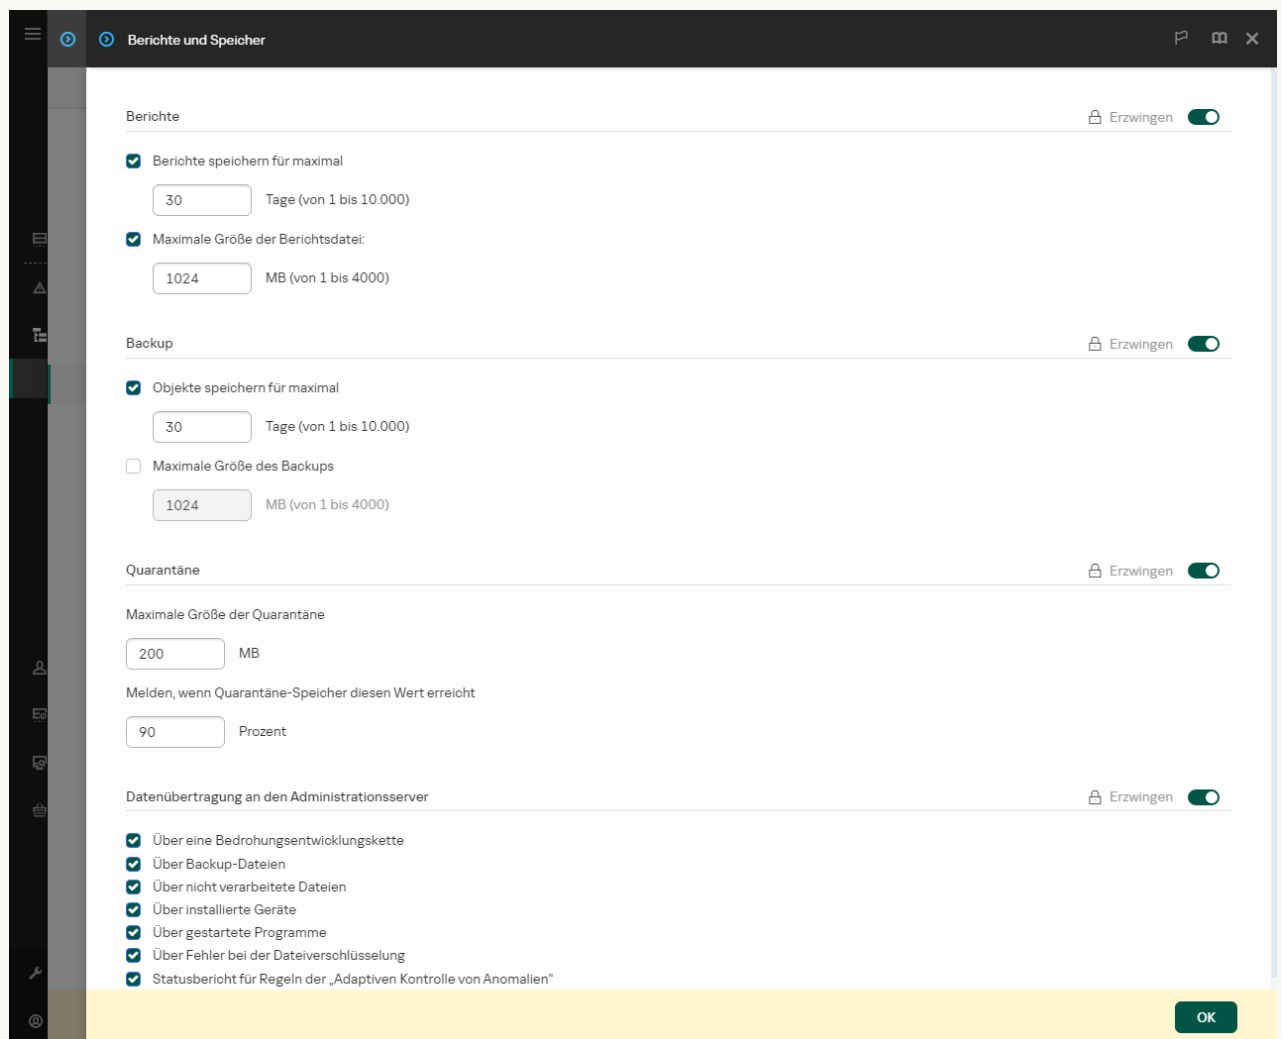 Berichte und Speicher
Berichte
Erzwingen
Berichte speichern für maximal
30 Tage (von 1 bis 10.000)
Maximale Größe der Berichtsdatei:
1024 MB (von 1 bis 4000)
Backup
Erzwingen
Objekte speichern für maximal
30 Tage (von 1 bis 10.000)
Maximale Größe des Backups
1024 MB (von 1 bis 4000)
Quarantäne
Erzwingen
Maximale Größe der Quarantäne
200 MB
Melden, wenn Quarantäne-Speicher diesen Wert erreicht
90 Prozent
Datenübertragung an den Administrationsserver
Erzwingen
Über eine Bedrohungsentwicklungskette
Über Backup-Dateien
Über nicht verarbeitete Dateien
Über installierte Geräte
Über gestartete Programme
Über Fehler bei der Dateiverschlüsselung
Statusbericht für Regeln der „Adaptiven Kontrolle von Anomalien“
OK